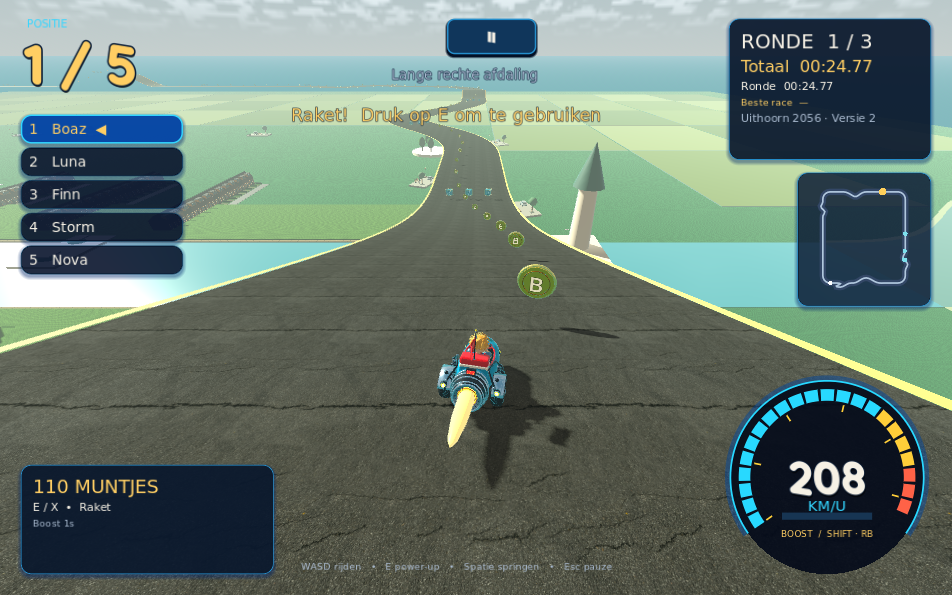 POSITIE
1/5
1 Boaz ◀
2 Luna
3 Finn
4 Storm
5 Nova
Lange rechte afdaling
Raket! Druk op E om te gebruiken
RONDE 1 / 3
Totaal 00:24.77
Ronde 00:24.77
Beste race —
Uithoorn 2056 · Versie 2
B
B
110 MUNTJES
E / X • Raket
Boost 1s
208
KM/U
BOOST / SHIFT · RB
WASD rijden • E power-up • Spatie springen • Esc pauze